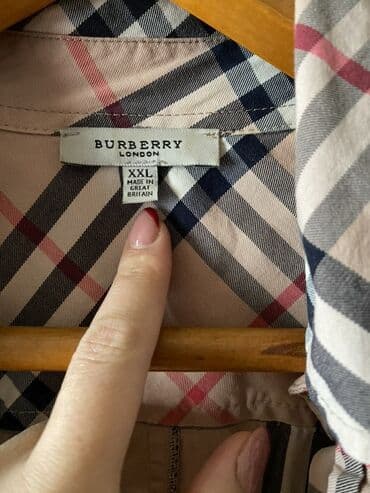 BURBERRY
LONDON
XXL
MADE IN
GREAT
BRITAIN